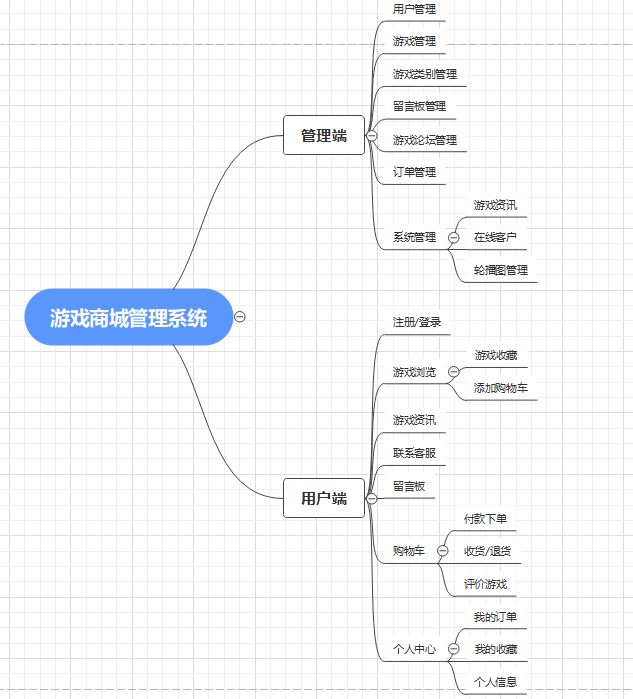 用户管理
游戏管理
游戏类别管理
留言板管理
管理端
游戏论坛管理
订单管理
游戏资讯
系统管理
在线客户
轮播图管理
游戏商城管理系统
注册/登录
游戏收藏
游戏浏览
添加购物车
游戏资讯
联系客服
留言板
用户端
付款下单
购物车
收货/退货
评价游戏
我的订单
个人中心
我的收藏
个人信息